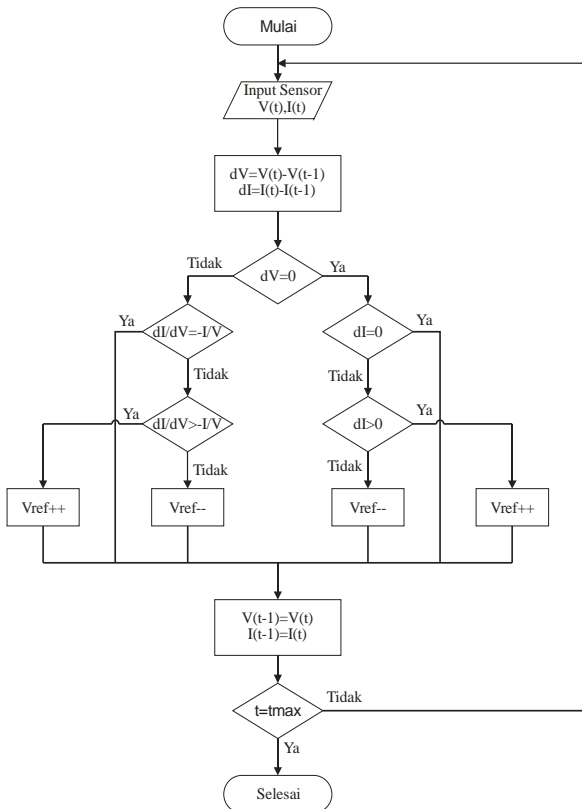 Mulai
Input Sensor
V(t),I(t)
dV=V(t)-V(t-1)
dI=I(t)-I(t-1)
Tidak
dV=0
Ya
Ya
dI/dV=-I/V
dI=0
Ya
Tidak
Tidak
Ya
dI/dV>-I/V
dI>0
Ya
Tidak
Tidak
Vref++
Vref--
Vref--
Vref++
V(t-1)=V(t)
I(t-1)=I(t)
t=tmax
Tidak
Ya
Selesai